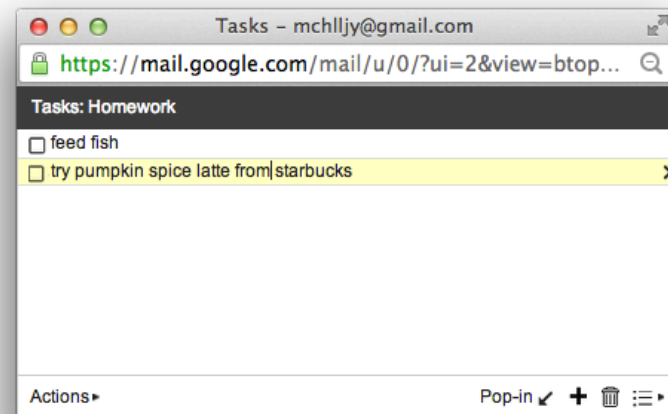 Tasks – mchlljy@gmail.com
https://mail.google.com/mail/u/0/?ui=2&view=btop...
Tasks: Homework
feed fish
try pumpkin spice latte from starbucks
Actions
Pop-in